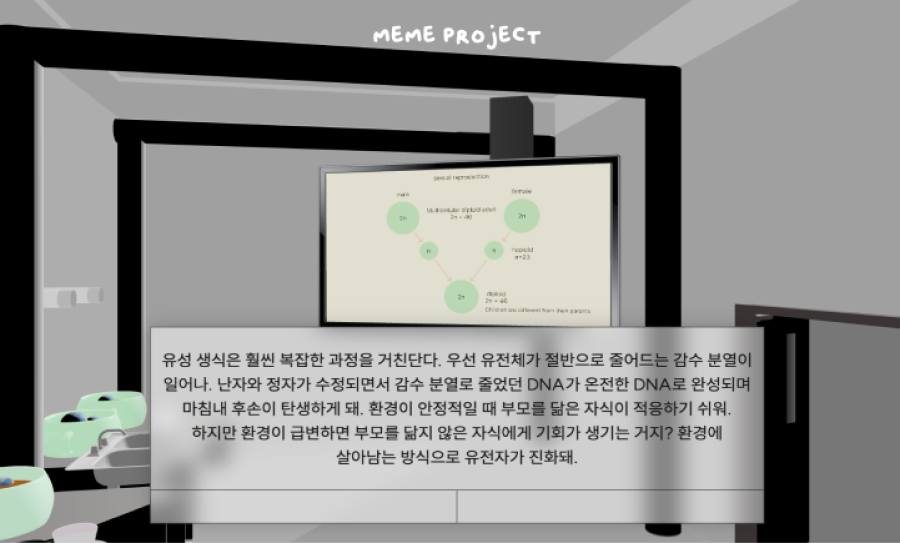 MEME PROJECT
sexual reproduction
male
female
Multicellular diploid adult
2n = 46
2n
2n
n
n
haploid
n=23
2n
diploid
2n = 46
Children are different from their parents
유성 생식은 훨씬 복잡한 과정을 거친단다. 우선 유전체가 절반으로 줄어드는 감수 분열이
일어나. 난자와 정자가 수정되면서 감수 분열로 줄었던 DNA가 온전한 DNA로 완성되며
마침내 후손이 탄생하게 돼. 환경이 안정적일 때 부모를 닮은 자식이 적응하기 쉬워.
하지만 환경이 급변하면 부모를 닮지 않은 자식에게 기회가 생기는 거지? 환경에
살아남는 방식으로 유전자가 진화돼.